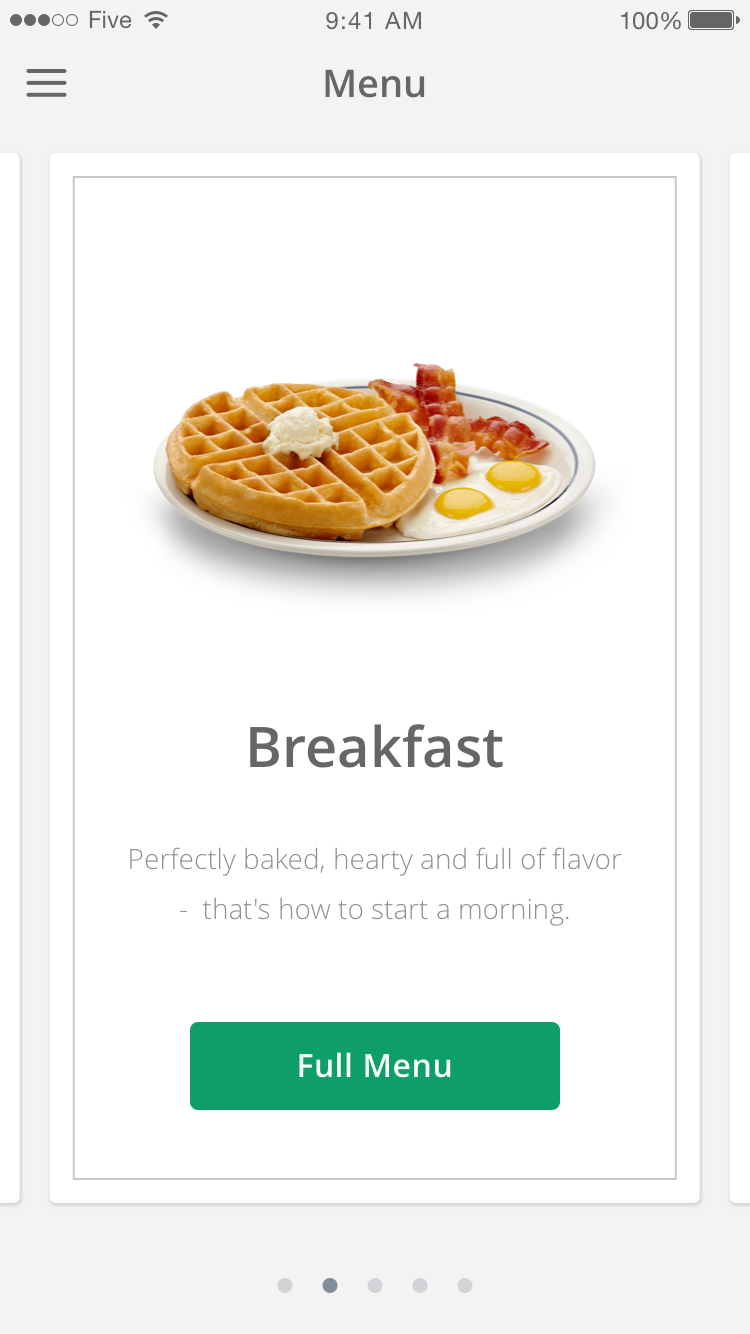 Five 9:41 AM 100%
Menu
Breakfast
Perfectly baked, hearty and full of flavor
-  that's how to start a morning.
Full Menu